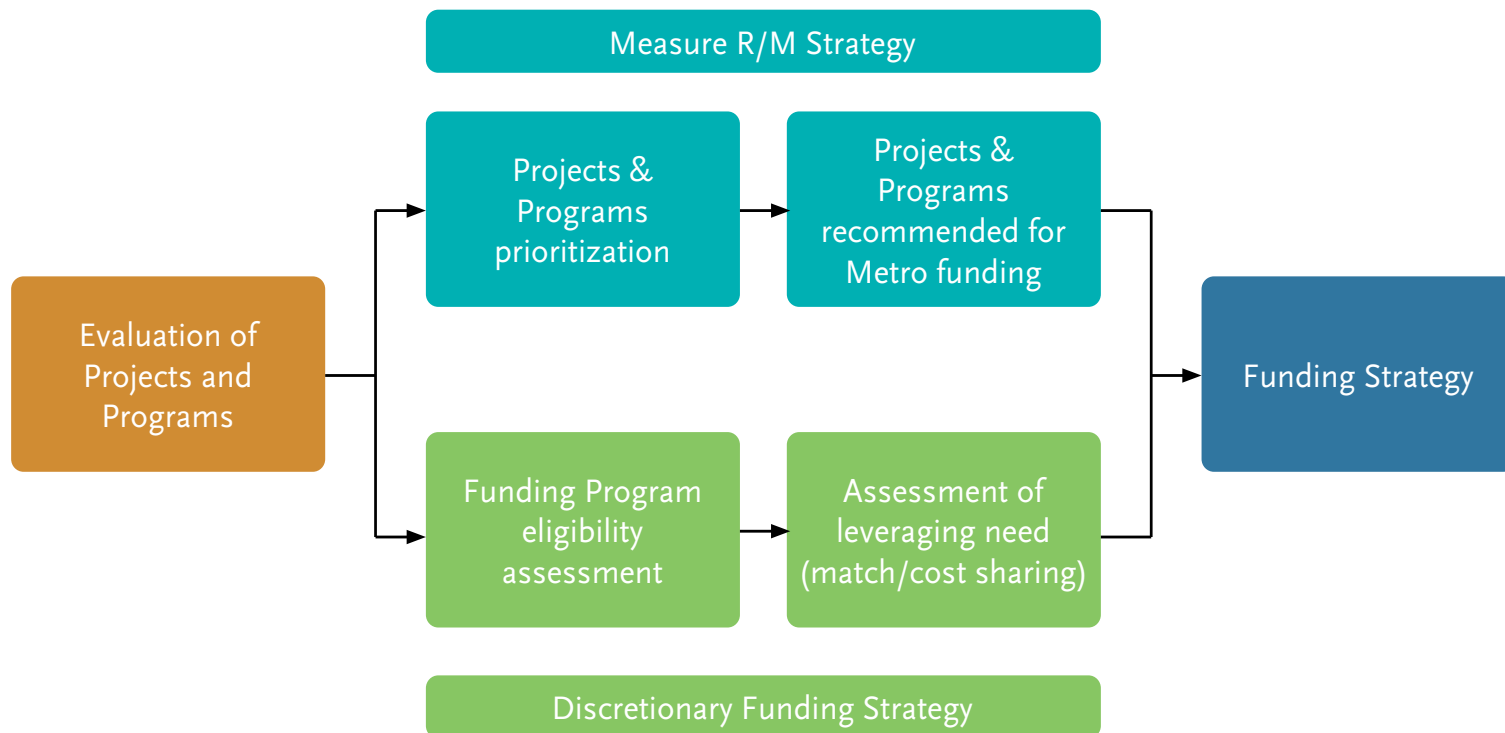 Measure R/M Strategy
Projects &
Programs
prioritization
Projects &
Programs
recommended for
Metro funding
Evaluation of
Projects and
Programs
Funding Strategy
Funding Program
eligibility
assessment
Assessment of
leveraging need
(match/cost sharing)
Discretionary Funding Strategy